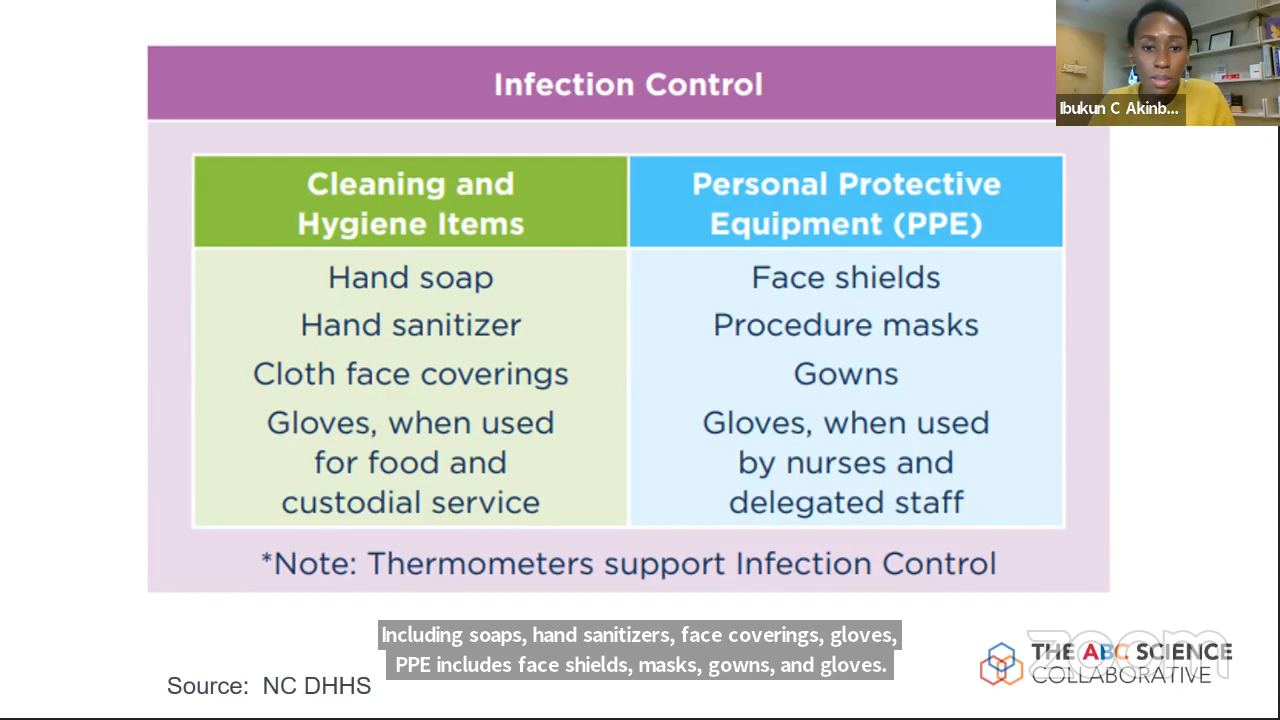 Infection Control
Ibukun C Akinb...
Cleaning and
Hygiene Items
Personal Protective
Equipment (PPE)
Hand soap
Hand sanitizer
Cloth face coverings
Gloves, when used
for food and
custodial service
Face shields
Procedure masks
Gowns
Gloves, when used
by nurses and
delegated staff
*Note: Thermometers support Infection Control
Including soaps, hand sanitizers, face coverings, gloves,
PPE includes face shields, masks, gowns, and gloves.
Source: NC DHHS
THE ABC SCIENCE
COLLABORATIVE
zoom